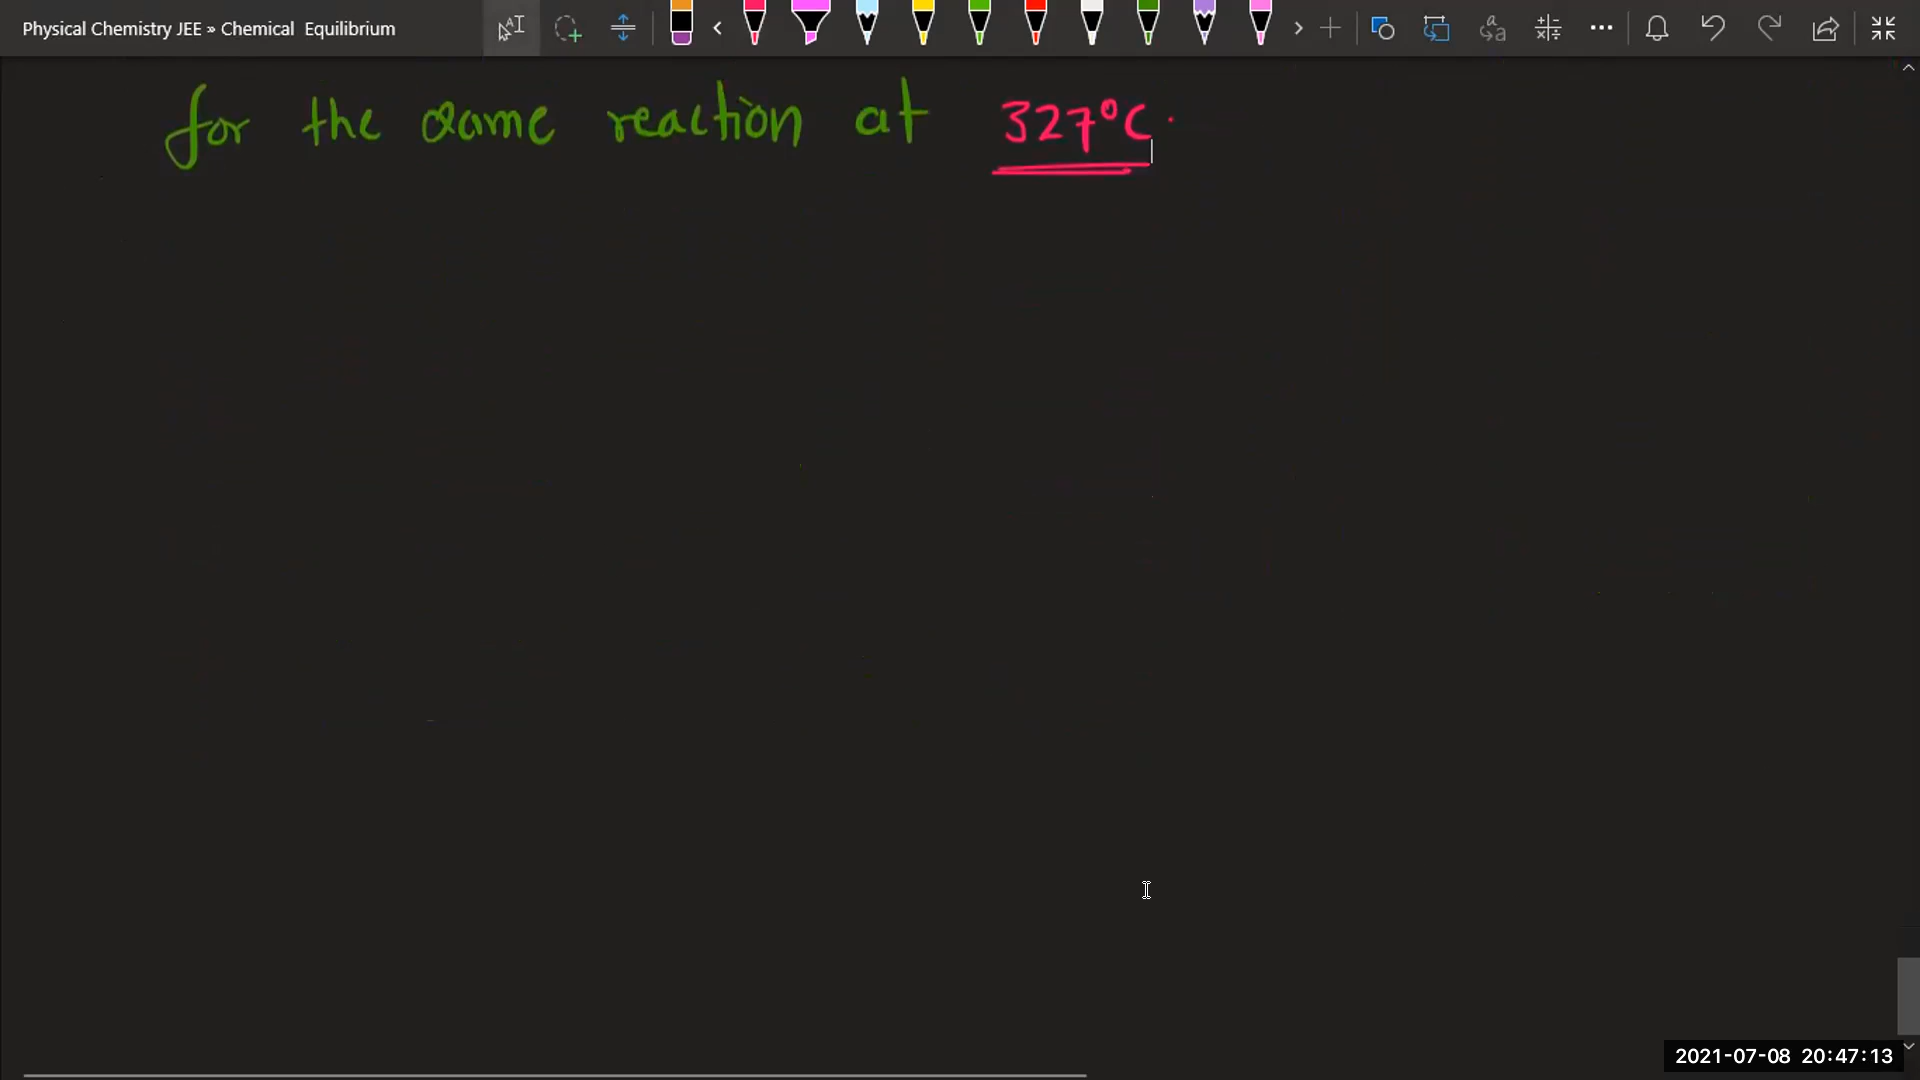 Physical Chemistry JEE » Chemical Equilibrium
for the same reaction at 327°C.
2021-07-08 20:47:13